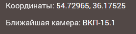 Координаты: 54.72965, 36.17525
Ближайшая камера: ВКП-15.1